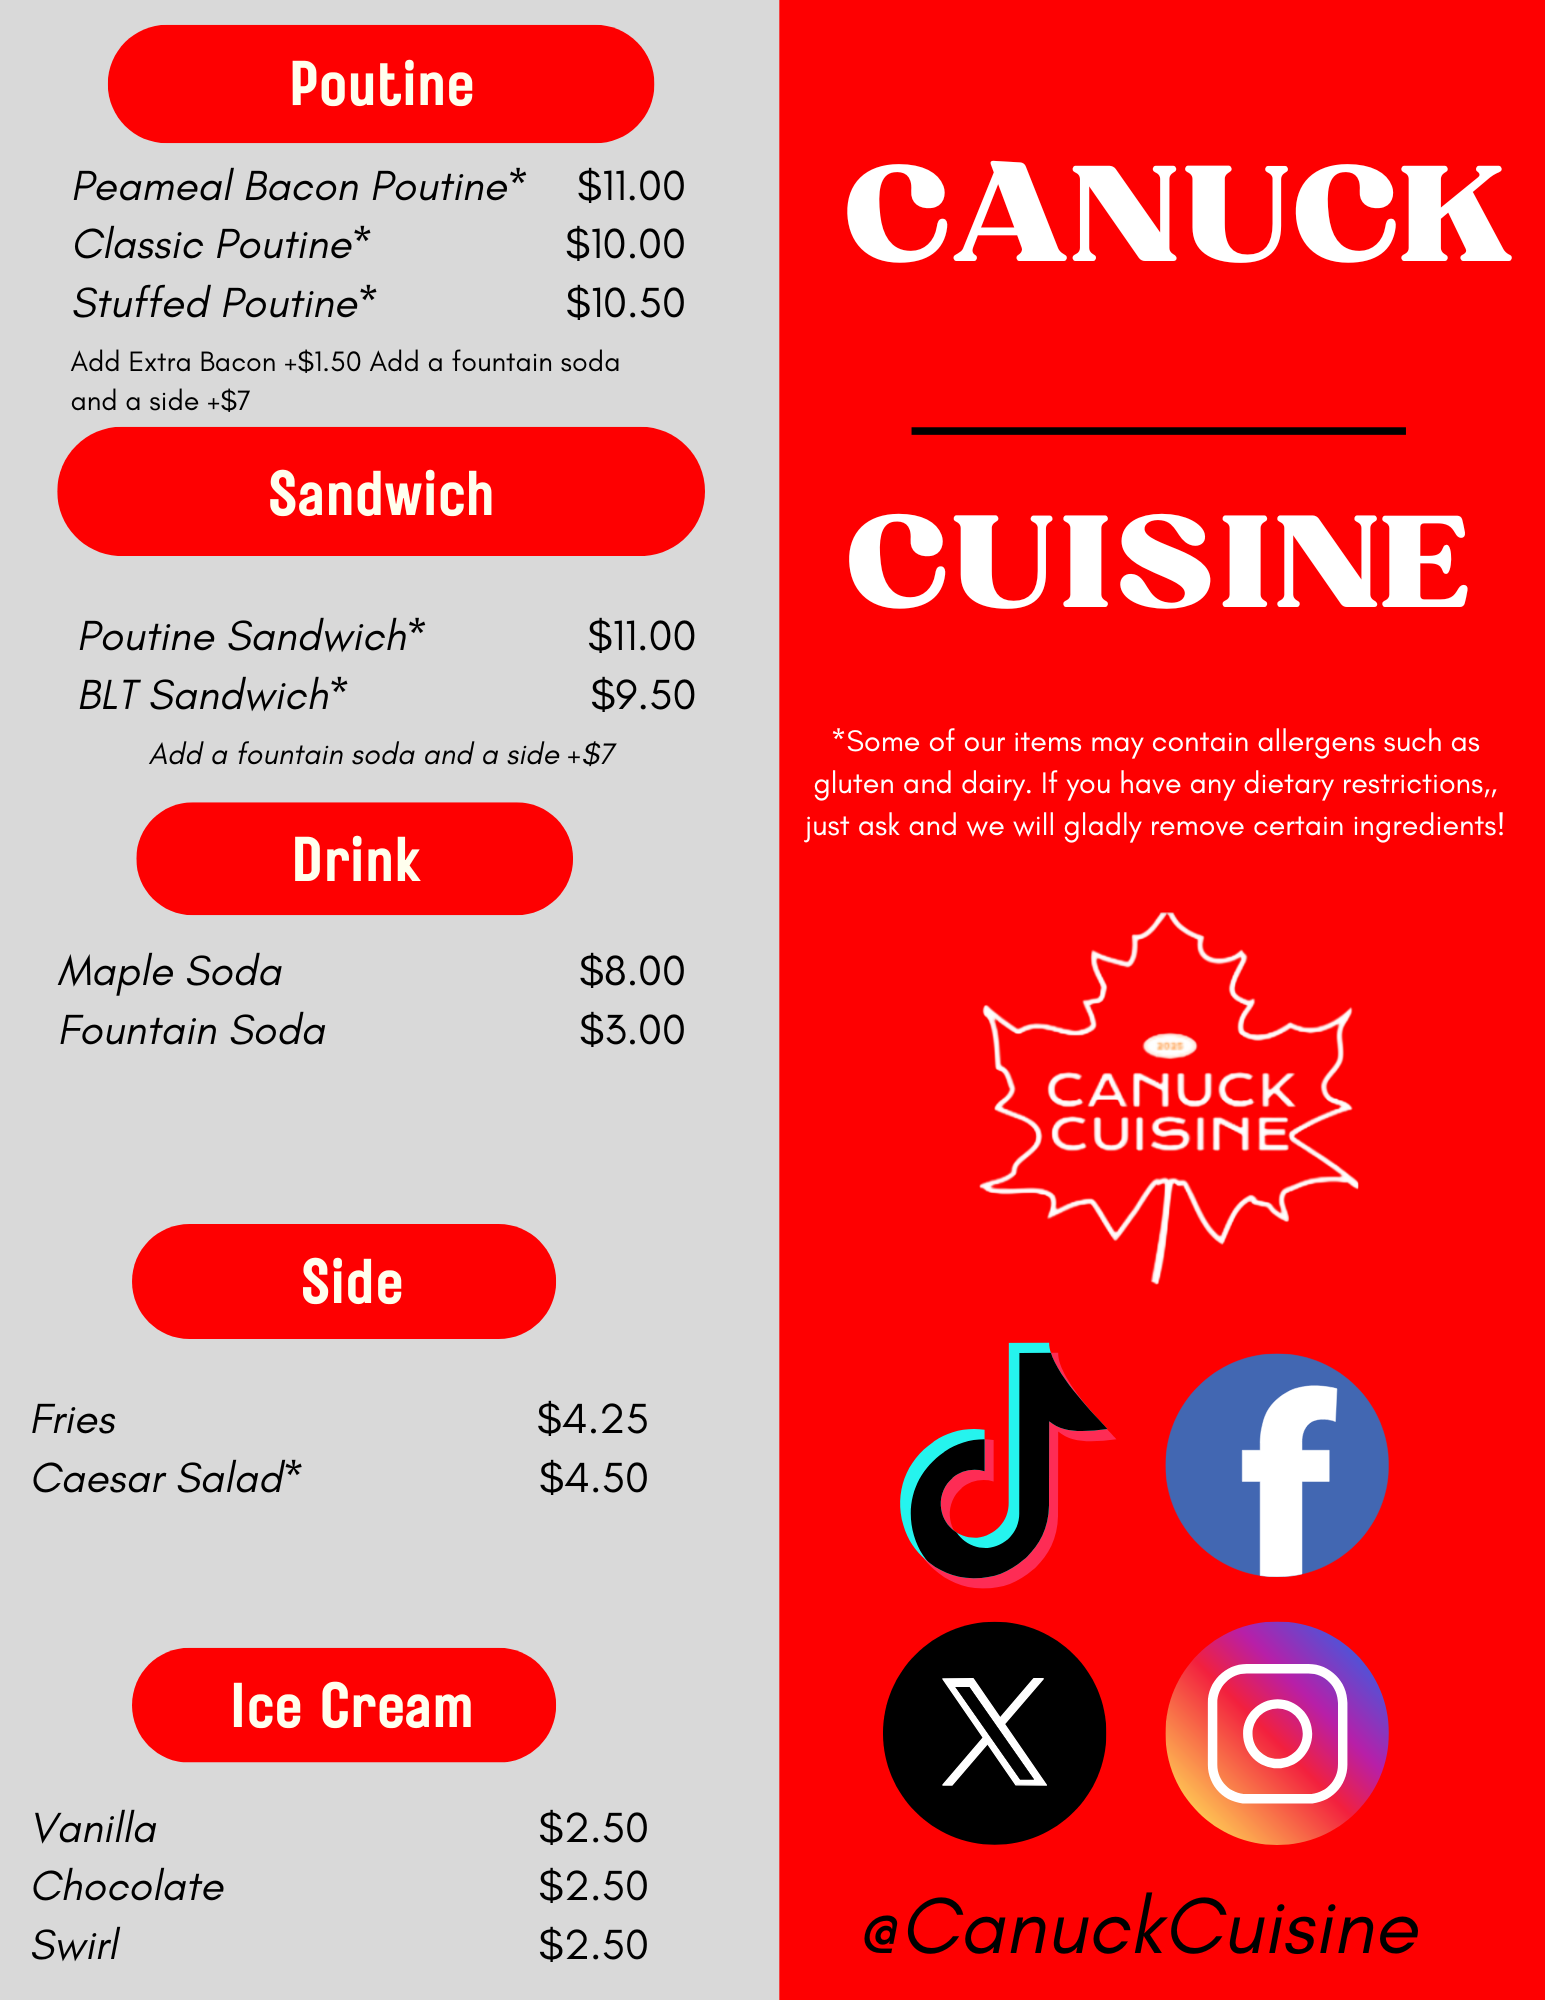 Poutine
Peameal Bacon Poutine* $11.00
Classic Poutine* $10.00
Stuffed Poutine* $10.50
Add Extra Bacon +$1.50 Add a fountain soda
and a side +$7
Sandwich
Poutine Sandwich* $11.00
BLT Sandwich* $9.50
Add a fountain soda and a side +$7
Drink
Maple Soda $8.00
Fountain Soda $3.00
Side
Fries $4.25
Caesar Salad* $4.50
Ice Cream
Vanilla $2.50
Chocolate $2.50
Swirl $2.50
CANUCK
CUISINE
*Some of our items may contain allergens such as
gluten and dairy. If you have any dietary restrictions,,
just ask and we will gladly remove certain ingredients!
2025
CANUCK
CUISINE
@CanuckCuisine